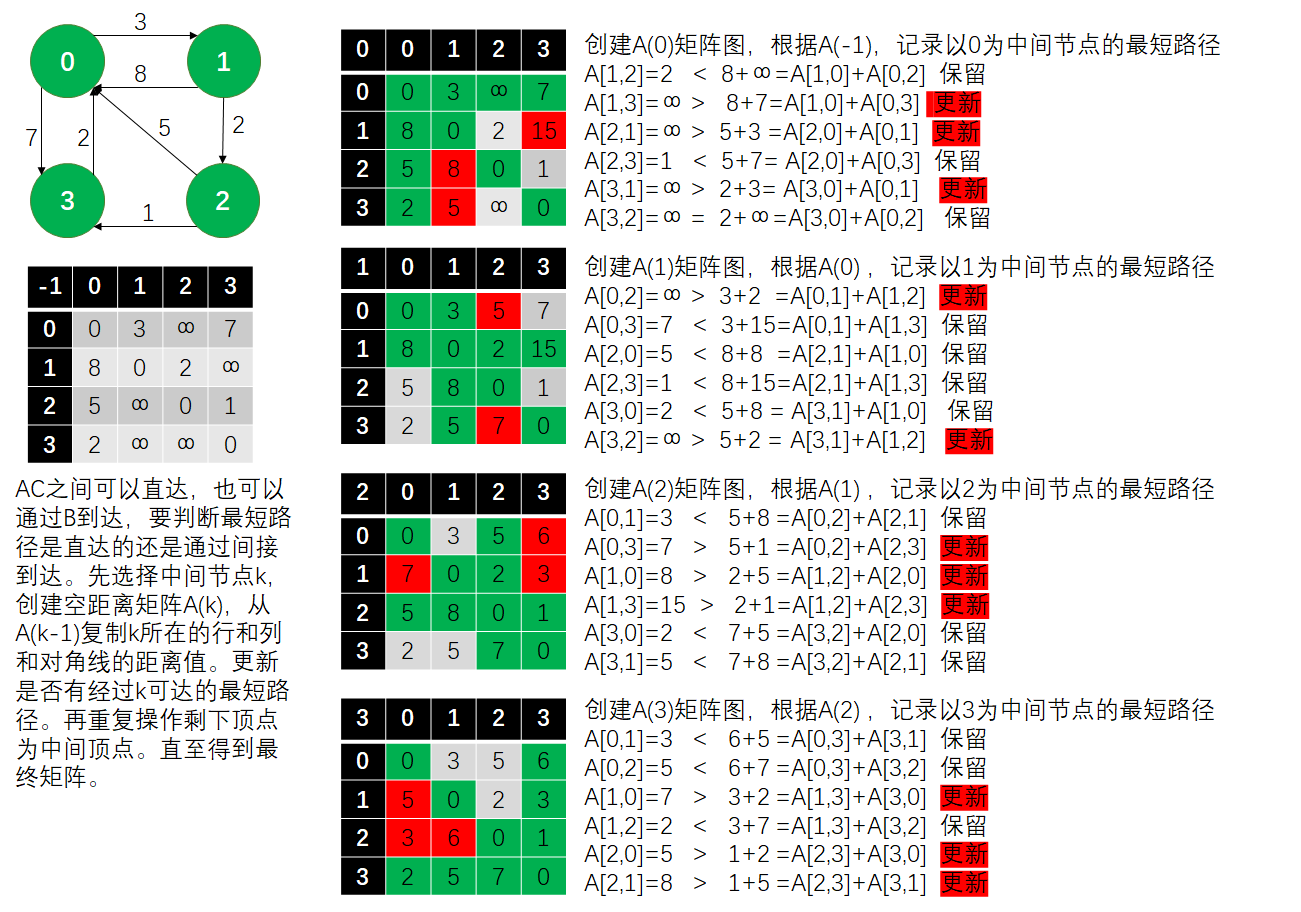 0
1
3
2
3
8
7
2
5
2
1
-1 0 1 2 3
0 0 3 ∞ 7
1 8 0 2 ∞
2 5 ∞ 0 1
3 2 ∞ ∞ 0
AC之间可以直达，也可以
通过B到达，要判断最短路
径是直达的还是通过间接
到达。先选择中间节点k,
创建空距离矩阵A(k)，从
A(k-1)复制k所在的行和列
和对角线的距离值。更新
是否有经过k可达的最短路
径。再重复操作剩下顶点
为中间顶点。直至得到最
终矩阵。
0 0 1 2 3
0 0 3 ∞ 7
1 8 0 2 15
2 5 8 0 1
3 2 5 ∞ 0
创建A(0)矩阵图，根据A(-1)，记录以0为中间节点的最短路径
A[1,2]=2 < 8+∞=A[1,0]+A[0,2] 保留
A[1,3]=∞ > 8+7=A[1,0]+A[0,3] 更新
A[2,1]=∞ > 5+3 =A[2,0]+A[0,1] 更新
A[2,3]=1 < 5+7= A[2,0]+A[0,3] 保留
A[3,1]=∞ > 2+3= A[3,0]+A[0,1] 更新
A[3,2]=∞ = 2+∞=A[3,0]+A[0,2] 保留
1 0 1 2 3
0 0 3 5 7
1 8 0 2 15
2 5 8 0 1
3 2 5 7 0
创建A(1)矩阵图，根据A(0) ，记录以1为中间节点的最短路径
A[0,2]=∞ > 3+2 =A[0,1]+A[1,2] 更新
A[0,3]=7 < 3+15=A[0,1]+A[1,3] 保留
A[2,0]=5 < 8+8 =A[2,1]+A[1,0] 保留
A[2,3]=1 < 8+15=A[2,1]+A[1,3] 保留
A[3,0]=2 < 5+8 = A[3,1]+A[1,0] 保留
A[3,2]=∞ > 5+2 = A[3,1]+A[1,2] 更新
2 0 1 2 3
0 0 3 5 6
1 7 0 2 3
2 5 8 0 1
3 2 5 7 0
创建A(2)矩阵图，根据A(1) ，记录以2为中间节点的最短路径
A[0,1]=3 < 5+8 =A[0,2]+A[2,1] 保留
A[0,3]=7 > 5+1 =A[0,2]+A[2,3] 更新
A[1,0]=8 > 2+5 =A[1,2]+A[2,0] 更新
A[1,3]=15 > 2+1=A[1,2]+A[2,3] 更新
A[3,0]=2 < 7+5 =A[3,2]+A[2,0] 保留
A[3,1]=5 < 7+8 =A[3,2]+A[2,1] 保留
3 0 1 2 3
0 0 3 5 6
1 5 0 2 3
2 3 6 0 1
3 2 5 7 0
创建A(3)矩阵图，根据A(2) ，记录以3为中间节点的最短路径
A[0,1]=3 < 6+5 =A[0,3]+A[3,1] 保留
A[0,2]=5 < 6+7 =A[0,3]+A[3,2] 保留
A[1,0]=7 > 3+2 =A[1,3]+A[3,0] 更新
A[1,2]=2 < 3+7 =A[1,3]+A[3,2] 保留
A[2,0]=5 > 1+2 =A[2,3]+A[3,0] 更新
A[2,1]=8 > 1+5 =A[2,3]+A[3,1] 更新